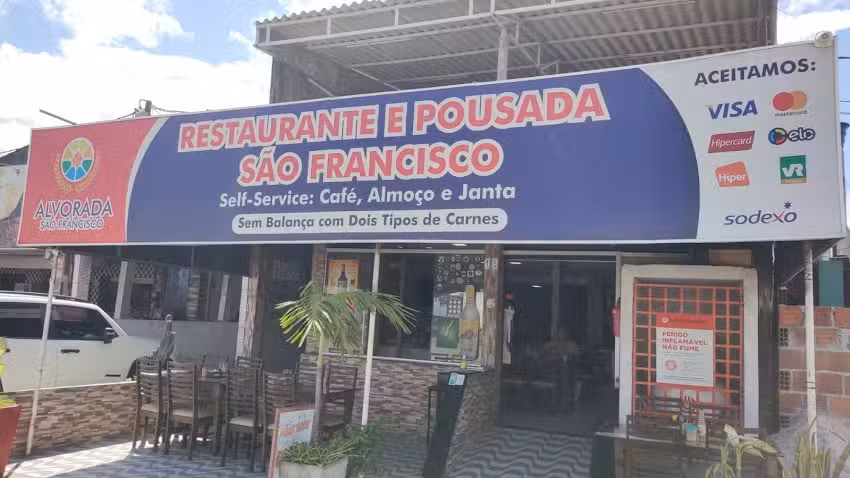 RESTAURANTE E POUSADA
SÃO FRANCISCO
Self-Service: Café, Almoço e Janta
Sem Balança com Dois Tipos de Carnes
ALVORADA
SÃO FRANCISCO
ACEITAMOS:
VISA
mastercard
Hipercard
elo
Hiper
VR
sodexo
PERIGO
INFLAMÁVEL
NÃO FUME